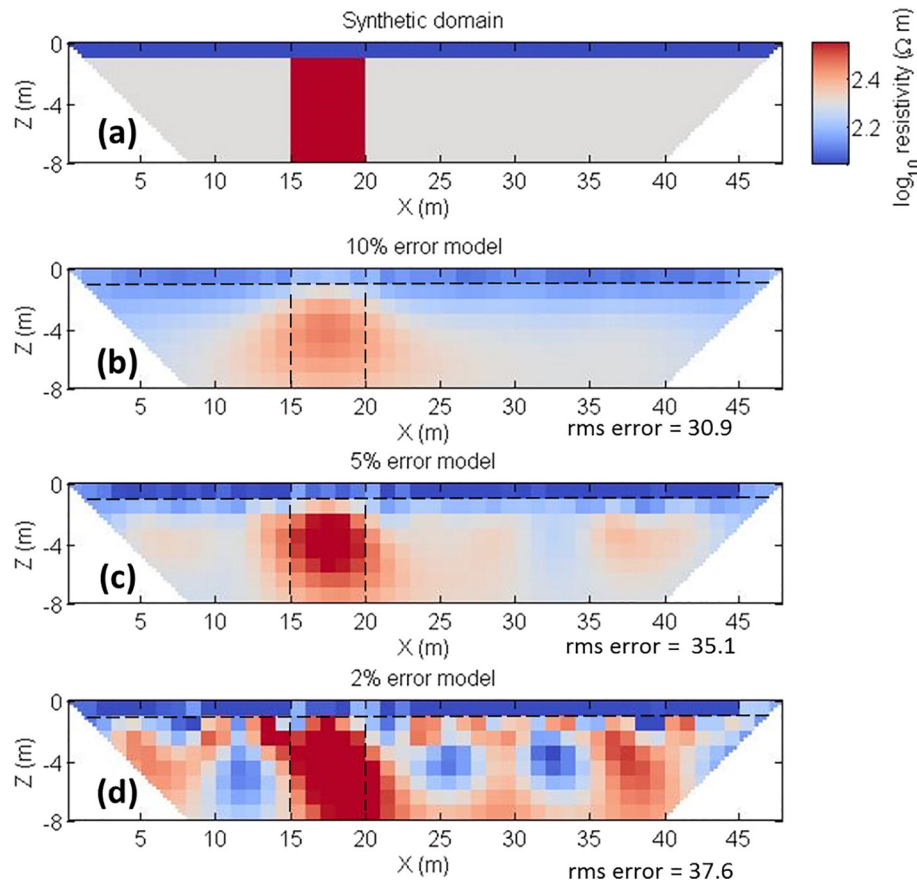 Synthetic domain
0
-4
-8
Z (m)
(a)
5 10 15 20 25 30 35 40 45
X (m)
2.4
2.2
log10 resistivity (Ω m)
10% error model
0
-4
-8
Z (m)
(b)
5 10 15 20 25 30 35 40 45
X (m)
rms error = 30.9
5% error model
0
-4
-8
Z (m)
(c)
5 10 15 20 25 30 35 40 45
X (m)
rms error = 35.1
2% error model
0
-4
-8
Z (m)
(d)
5 10 15 20 25 30 35 40 45
X (m)
rms error = 37.6